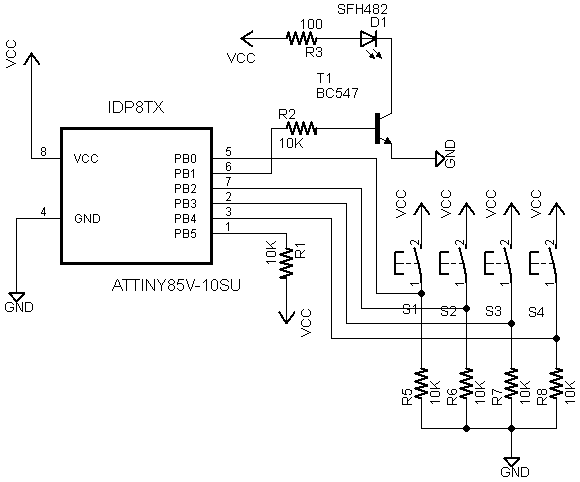 SFH482
D1
100
R3
VCC
T1
BC547
VCC
IDP8TX
R2
10K
GND
8
VCC
PB0
5
PB1
6
PB2
7
PB3
2
4
GND
PB4
3
PB5
1
10K
R1
VCC
ATTINY85V-10SU
GND
VCC
VCC
VCC
VCC
2
2
2
2
1
1
1
1
S1
S2
S3
S4
R5
10K
R6
10K
R7
10K
R8
10K
GND